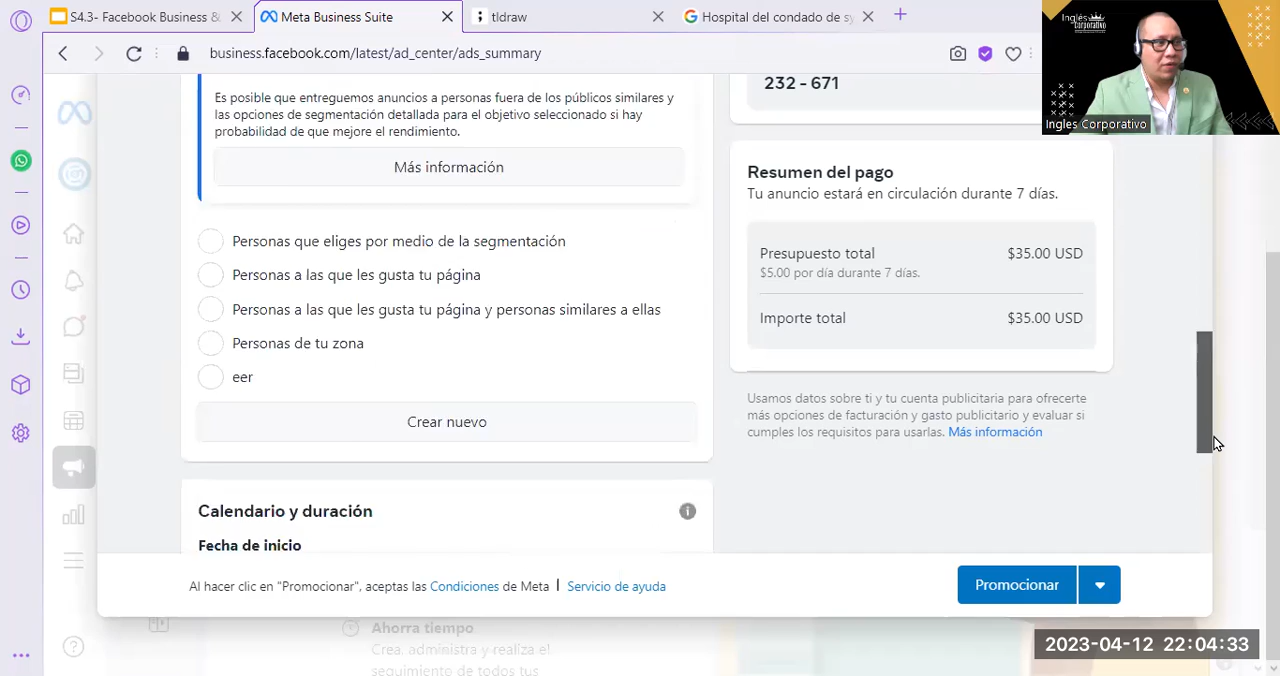 S4.3- Facebook Business &
Meta Business Suite
tdraw
Hospital del condado de sy
business.facebook.com/latest/ad_center/ads_summary
Inglés
Corporativo
Ingles Corporativo
Es posible que entreguemos anuncios a personas fuera de los públicos similares y
las opciones de segmentación detallada para el objetivo seleccionado si hay
probabilidad de que mejore el rendimiento.
Más información
Personas que eliges por medio de la segmentación
Personas a las que les gusta tu página
Personas a las que les gusta tu página y personas similares a ellas
Personas de tu zona
eer
Crear nuevo
Calendario y duración
Fecha de inicio
232 - 671
Resumen del pago
Tu anuncio estará en circulación durante 7 días.
Presupuesto total $35.00 USD
$5.00 por día durante 7 días.
Importe total $35.00 USD
Usamos datos sobre ti y tu cuenta publicitaria para ofrecerte
más opciones de facturación y gasto publicitario y evaluar si
cumples los requisitos para usarlas. Más información
Al hacer clic en "Promocionar", aceptas las Condiciones de Meta | Servicio de ayuda
Promocionar
Ahorra tiempo
Crea, administra y realiza el
seguimiento de todos tus
2023-04-12 22:04:33